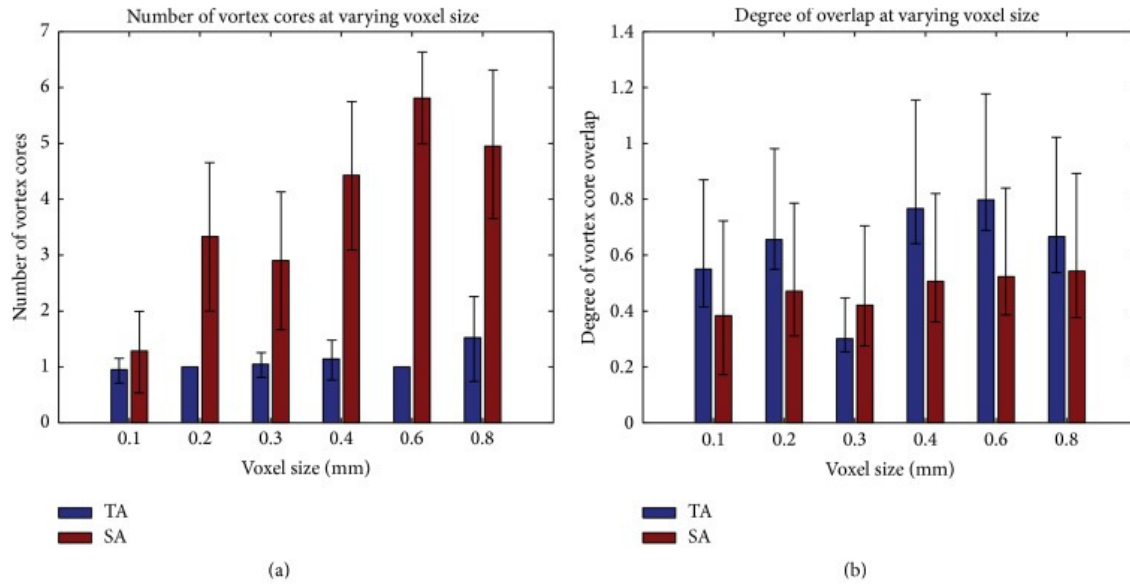 Number of vortex cores at varying voxel size
7
6
5
4
3
2
1
0
Number of vortex cores
0.1 0.2 0.3 0.4 0.6 0.8
Voxel size (mm)
TA
SA
(a)
Degree of overlap at varying voxel size
1.4
1.2
1
0.8
0.6
0.4
0.2
0
Degree of vortex core overlap
0.1 0.2 0.3 0.4 0.6 0.8
Voxel size (mm)
TA
SA
(b)